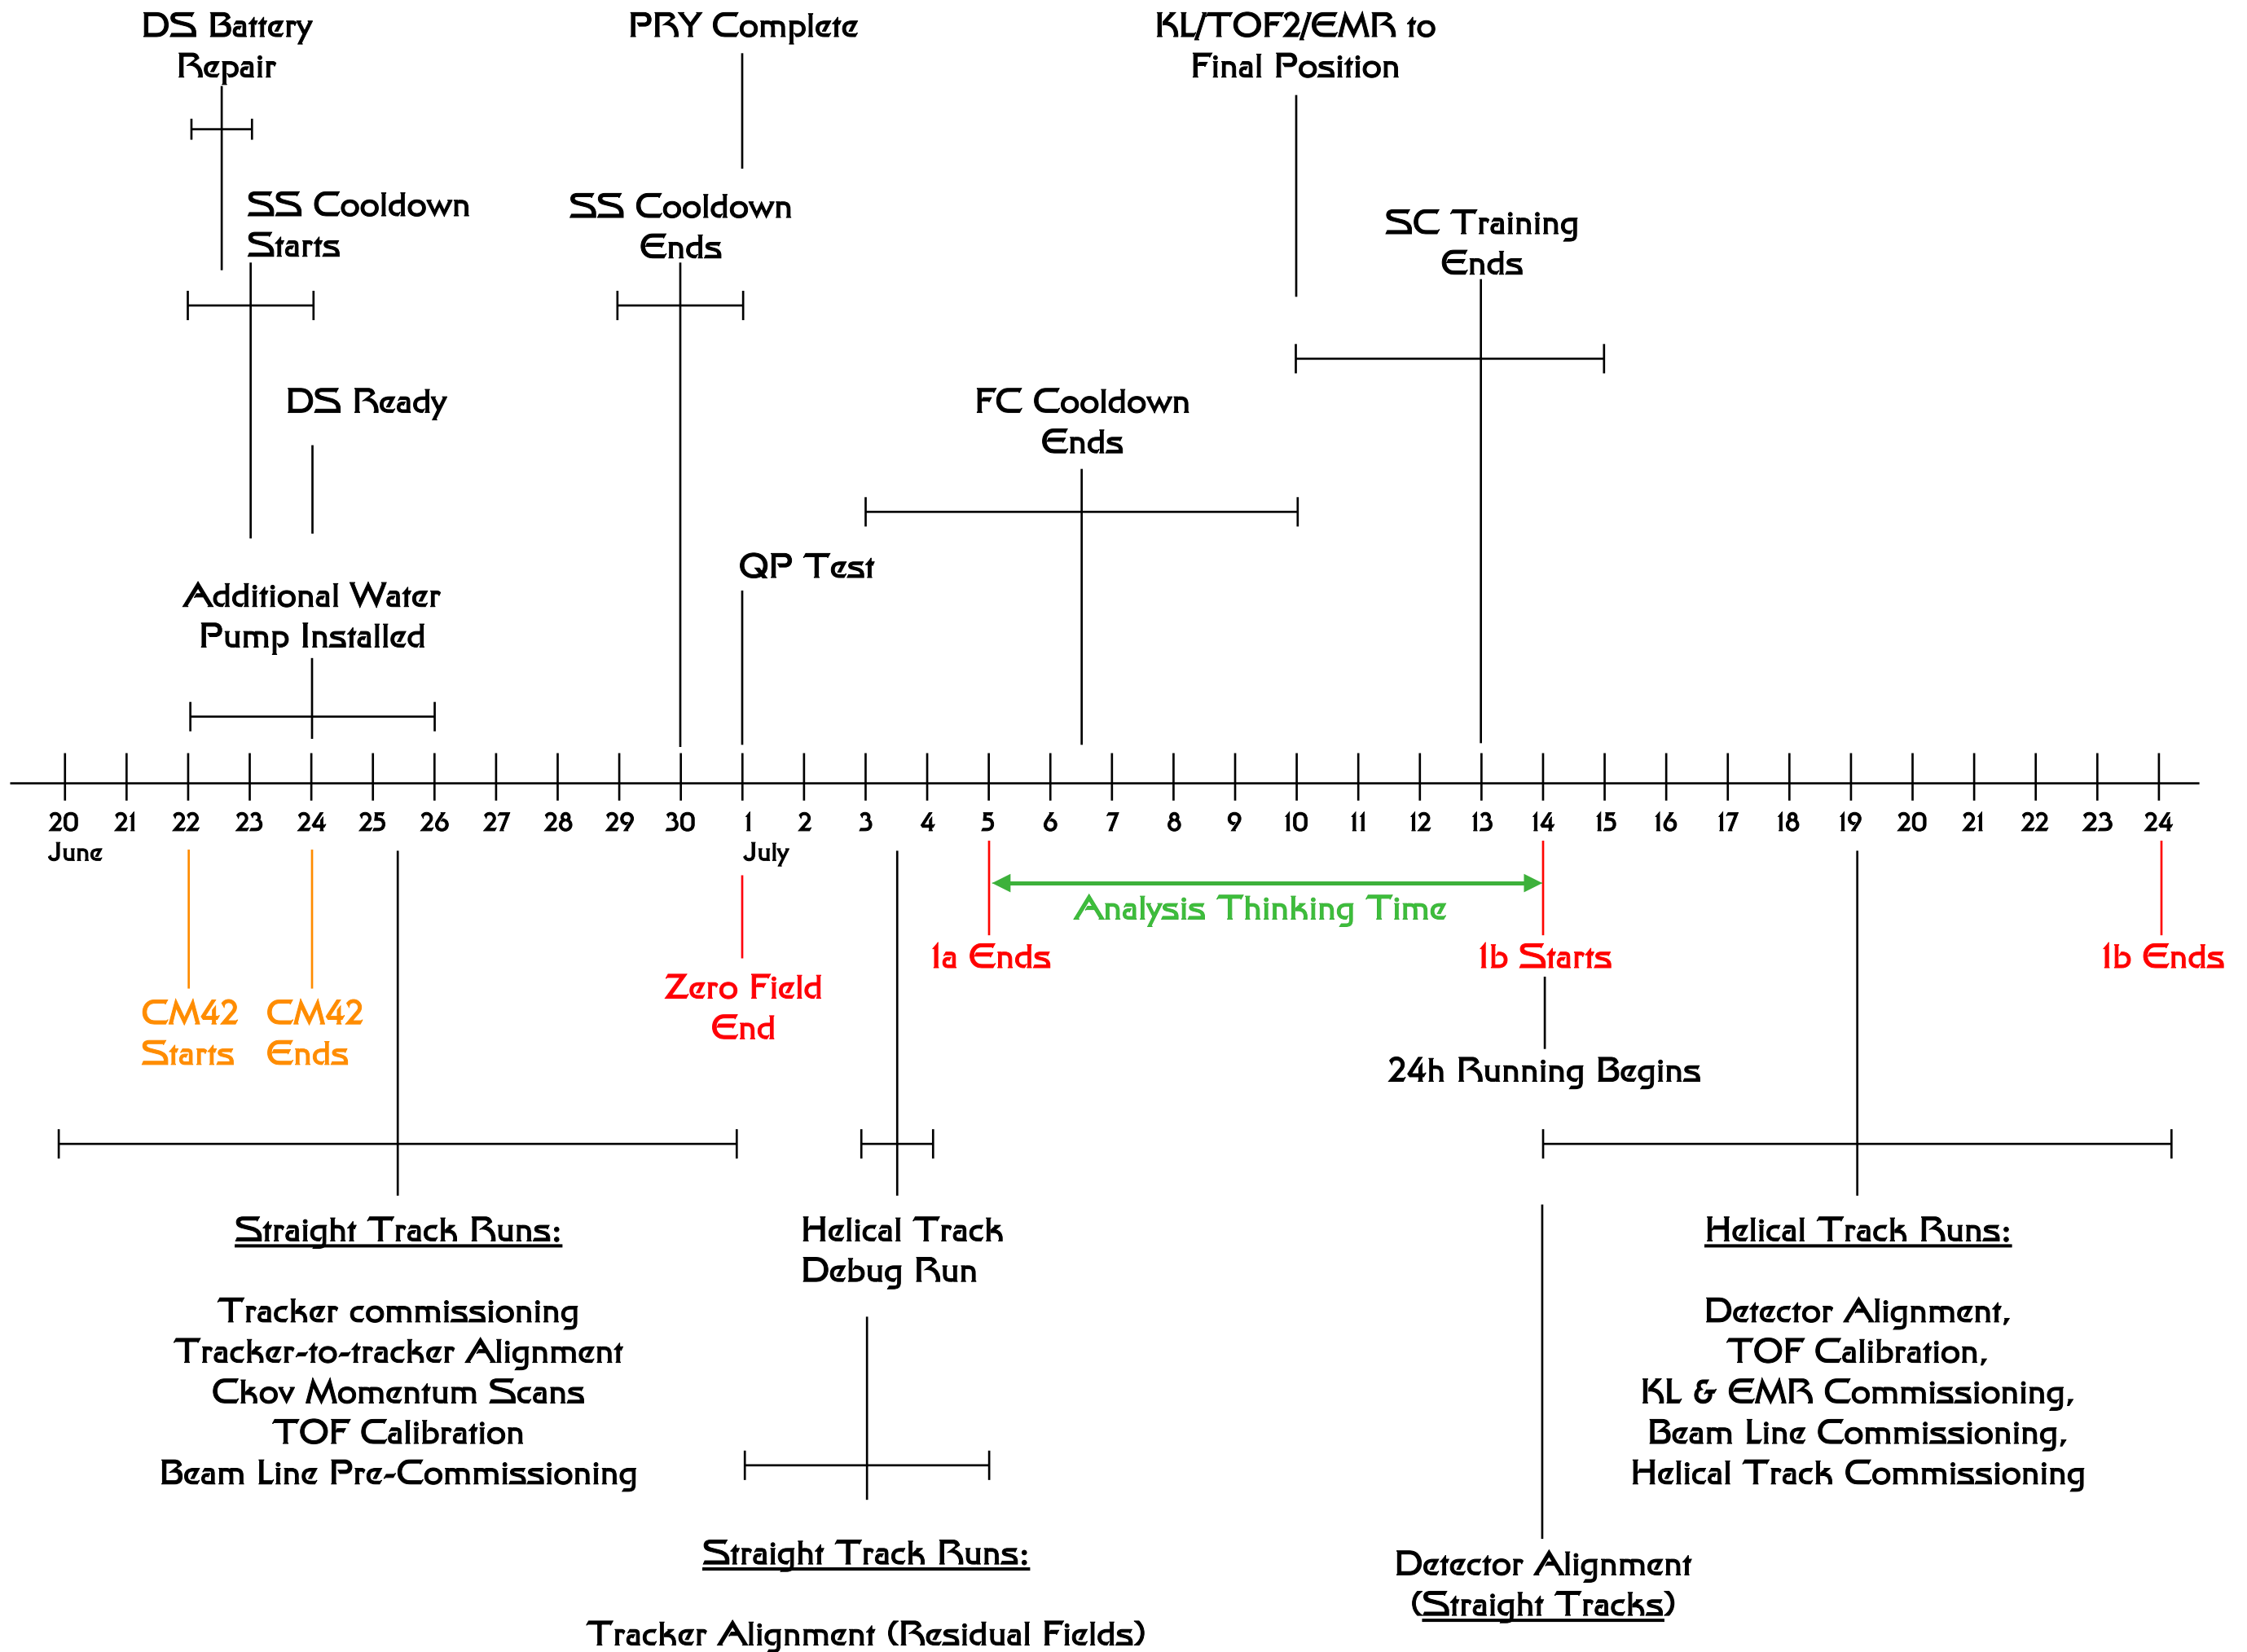 DS Battery
Repair
PRY Complete
KL/TOF2/EMR to
Final Position
SS Cooldown
Starts
SS Cooldown
Ends
SC Training
Ends
DS Ready
FC Cooldown
Ends
QP Test
Additional Water
Pump Installed
20 21 22 23 24 25 26 27 28 29 30 1 2 3 4 5 6 7 8 9 10 11 12 13 14 15 16 17 18 19 20 21 22 23 24
June July
Analysis Thinking Time
1a Ends
1b Starts
1b Ends
Zero Field
End
CM42
Starts
CM42
Ends
24h Running Begins
Straight Track Runs:
Tracker commissioning
Tracker-to-tracker Alignment
Ckov Momentum Scans
TOF Calibration
Beam Line Pre-Commissioning
Helical Track
Debug Run
Straight Track Runs:
Tracker Alignment (Residual Fields)
Helical Track Runs:
Detector Alignment,
TOF Calibration,
KL & EMR Commissioning,
Beam Line Commissioning,
Helical Track Commissioning
Detector Alignment
(Straight Tracks)